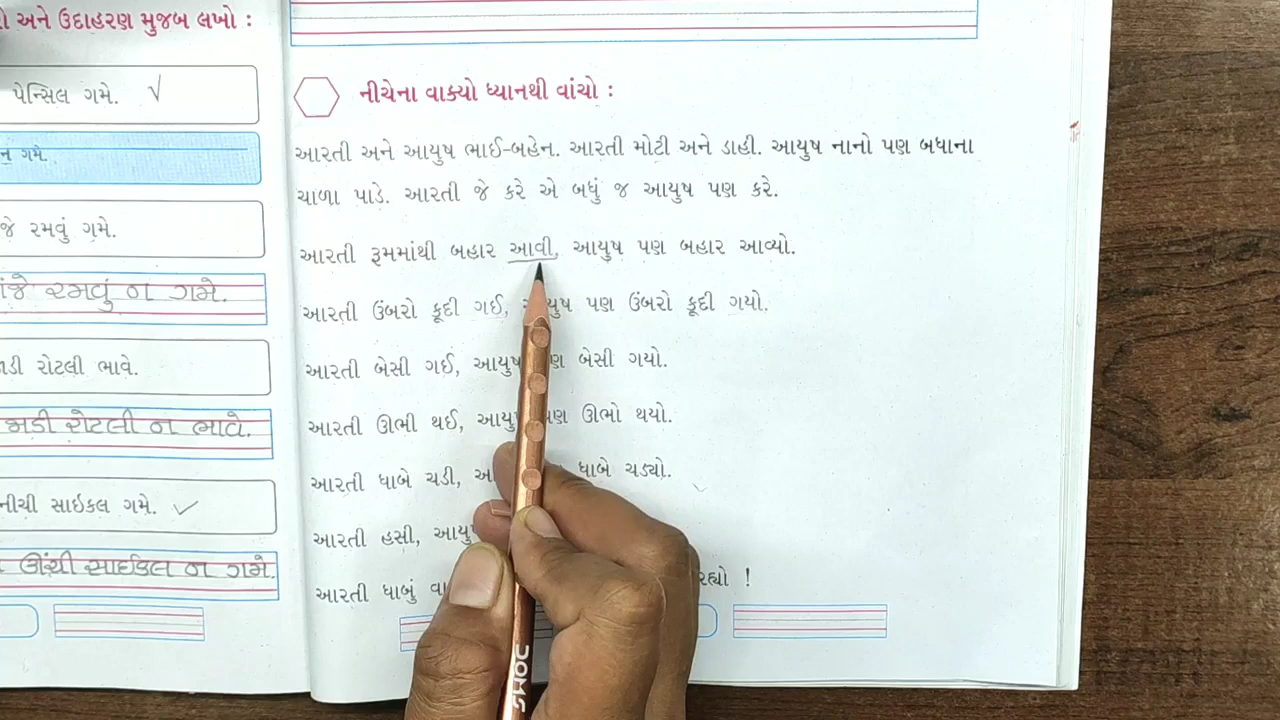 અને ઉદાહરણ મુજબ લખો :
પેન્સિલ ગમે. ✓
ગમે.
રમવું ગમે.
રમવું ન ગમે.
રોટલી ભાવે.
રોટલી ન ભાવે.
નીચી સાઇકલ ગમે. ✓
ઊંચી સાઈકલ ન ગમે.
નીચેના વાક્યો ધ્યાનથી વાંચો :
આરતી અને આયુષ ભાઈ-બહેન. આરતી મોટી અને ડાહી. આયુષ નાનો પણ બધાના
ચાળા પાડે. આરતી જે કરે એ બધું જ આયુષ પણ કરે.
આરતી રૂમમાંથી બહાર આવી, આયુષ પણ બહાર આવ્યો.
આરતી ઉંબરો કૂદી ગઈ, આયુષ પણ ઉંબરો કૂદી ગયો.
આરતી બેસી ગઈ, આયુષ પણ બેસી ગયો.
આરતી ઊભી થઈ, આયુષ પણ ઊભો થયો.
આરતી ધાબે ચડી, ધાબે ચડ્યો.
આરતી હસી,
આરતી ધાબું રહ્યો !
DOMS